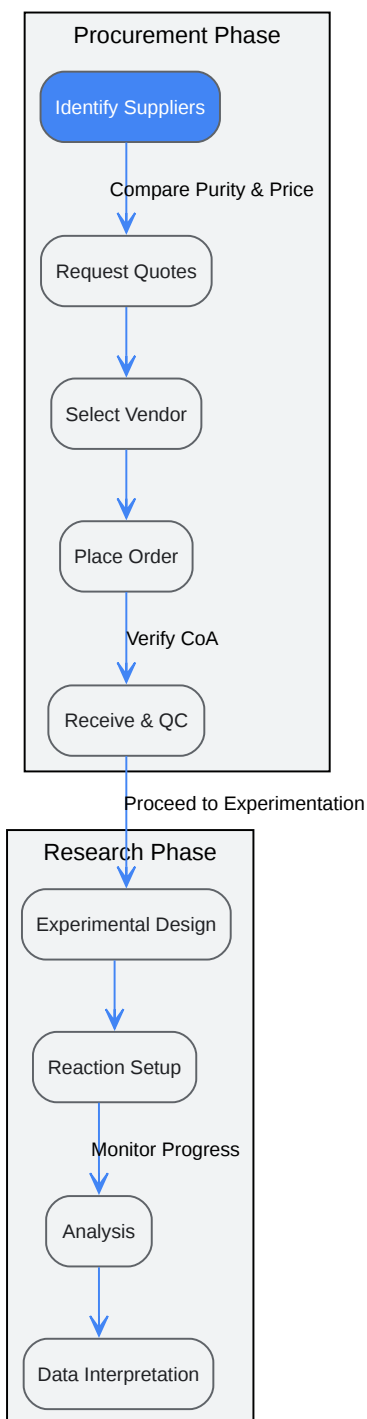 Procurement Phase
Identify Suppliers
Compare Purity & Price
Request Quotes
Select Vendor
Place Order
Verify CoA
Receive & QC
Proceed to Experimentation
Research Phase
Experimental Design
Reaction Setup
Monitor Progress
Analysis
Data Interpretation